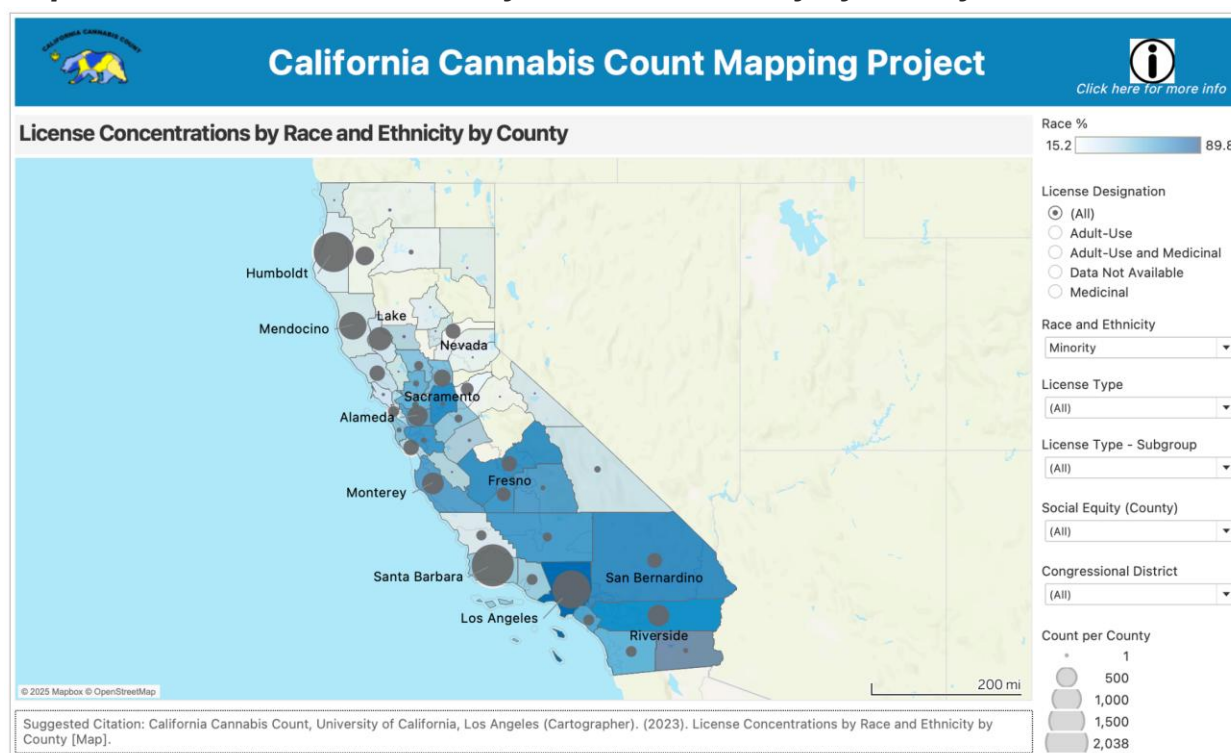 CALIFORNIA CANNABIS COUNT
California Cannabis Count Mapping Project
i
Click here for more info
License Concentrations by Race and Ethnicity by County
Race %
15.2
89.8
License Designation
(All)
Adult-Use
Adult-Use and Medicinal
Data Not Available
Medicinal
Race and Ethnicity
Minority
License Type
(All)
License Type - Subgroup
(All)
Social Equity (County)
(All)
Congressional District
(All)
Count per County
1
500
1,000
1,500
2,038
Humboldt
Lake
Mendocino
Nevada
Sacramento
Alameda
Fresno
Monterey
San Bernardino
Santa Barbara
Los Angeles
Riverside
200 mi
© 2025 Mapbox © OpenStreetMap
Suggested Citation: California Cannabis Count, University of California, Los Angeles (Cartographer). (2023). License Concentrations by Race and Ethnicity by
County [Map].